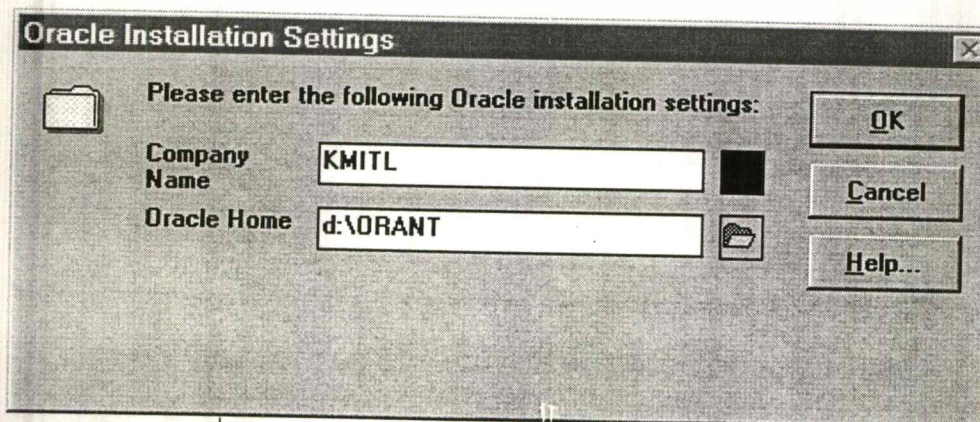 Oracle Installation Settings
Please enter the following Oracle installation settings:
OK
Company
Name
KMITL
Cancel
Oracle Home
d:\ORANT
Help...